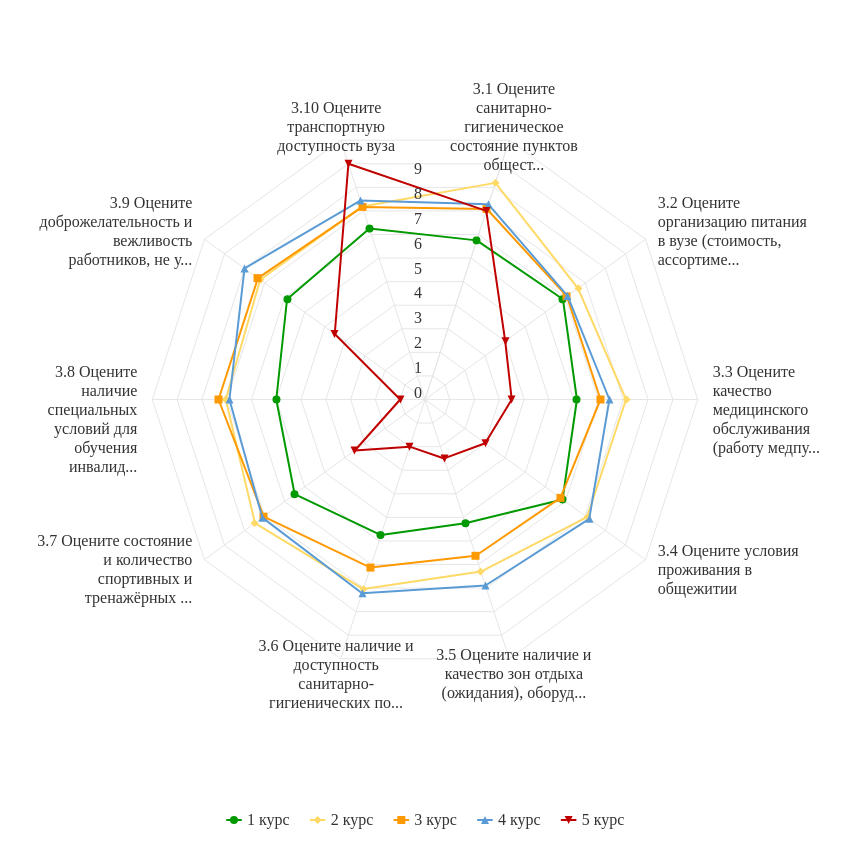 3.1 Оцените
санитарно-
гигиеническое
состояние пунктов
общест...
3.2 Оцените
организацию питания
в вузе (стоимость,
ассортиме...
3.3 Оцените
качество
медицинского
обслуживания
(работу медпу...
3.4 Оцените условия
проживания в
общежитии
3.5 Оцените наличие и
качество зон отдыха
(ожидания), оборуд...
3.6 Оцените наличие и
доступность
санитарно-
гигиенических по...
3.7 Оцените состояние
и количество
спортивных и
тренажёрных ...
3.8 Оцените
наличие
специальных
условий для
обучения
инвалид...
3.9 Оцените
доброжелательность и
вежливость
работников, не у...
3.10 Оцените
транспортную
доступность вуза
9
8
7
6
5
4
3
2
1
0
1 курс
2 курс
3 курс
4 курс
5 курс